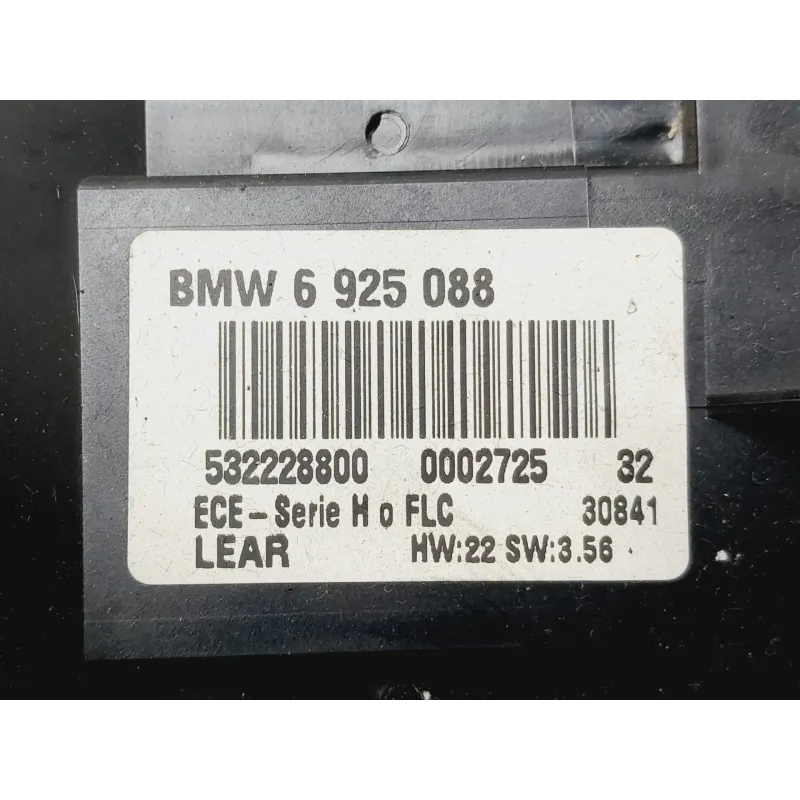 BMW 6 925 088
532228800 0002725 32
ECE-Serie H o FLC 30841
LEAR HW:22 SW:3.56